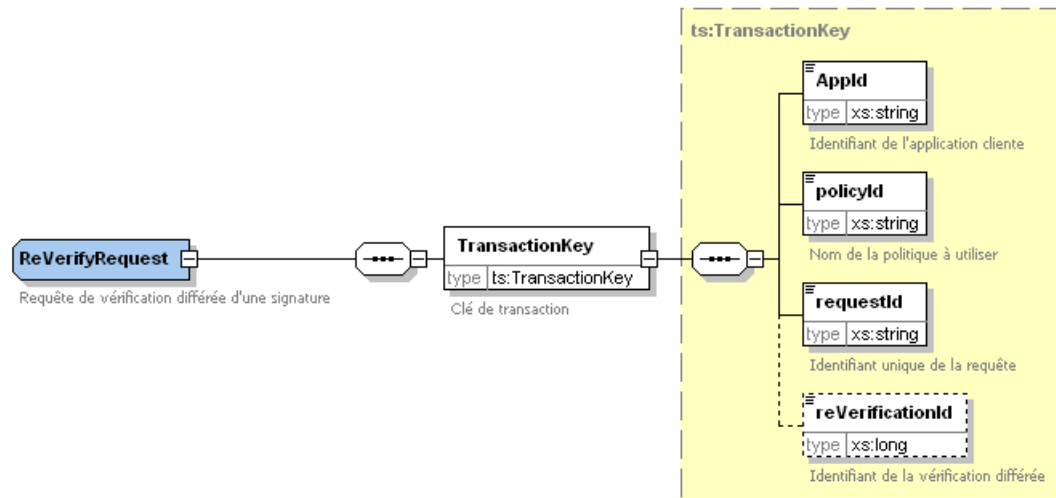 ts:TransactionKey
AppId
type xs:string
Identifiant de l'application cliente
policyId
type xs:string
Nom de la politique à utiliser
ReVerifyRequest
Requête de vérification différée d'une signature
TransactionKey
type ts:TransactionKey
Clé de transaction
requestId
type xs:string
Identifiant unique de la requête
reVerificationId
type xs:long
Identifiant de la vérification différée